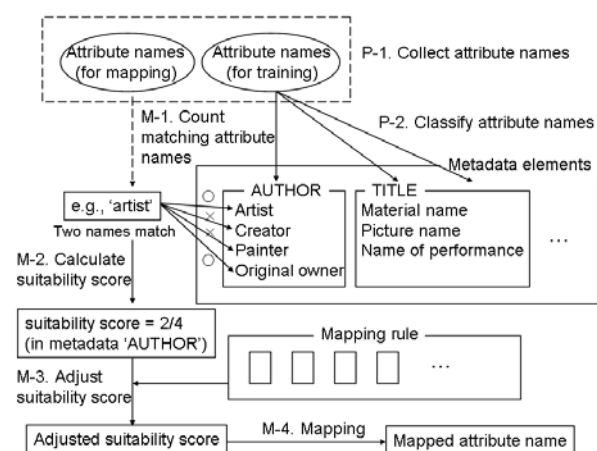 Attribute names
(for mapping)
Attribute names
(for training)
P-1. Collect attribute names
M-1. Count
matching attribute
names
P-2. Classify attribute names
Metadata elements
e.g., ‘artist’
Two names match
AUTHOR
Artist
Creator
Painter
Original owner
TITLE
Material name
Picture name
Name of performance
...
M-2. Calculate
suitability score
suitability score = 2/4
(in metadata ‘AUTHOR’)
Mapping rule
...
M-3. Adjust
suitability score
Adjusted suitability score
M-4. Mapping
Mapped attribute name